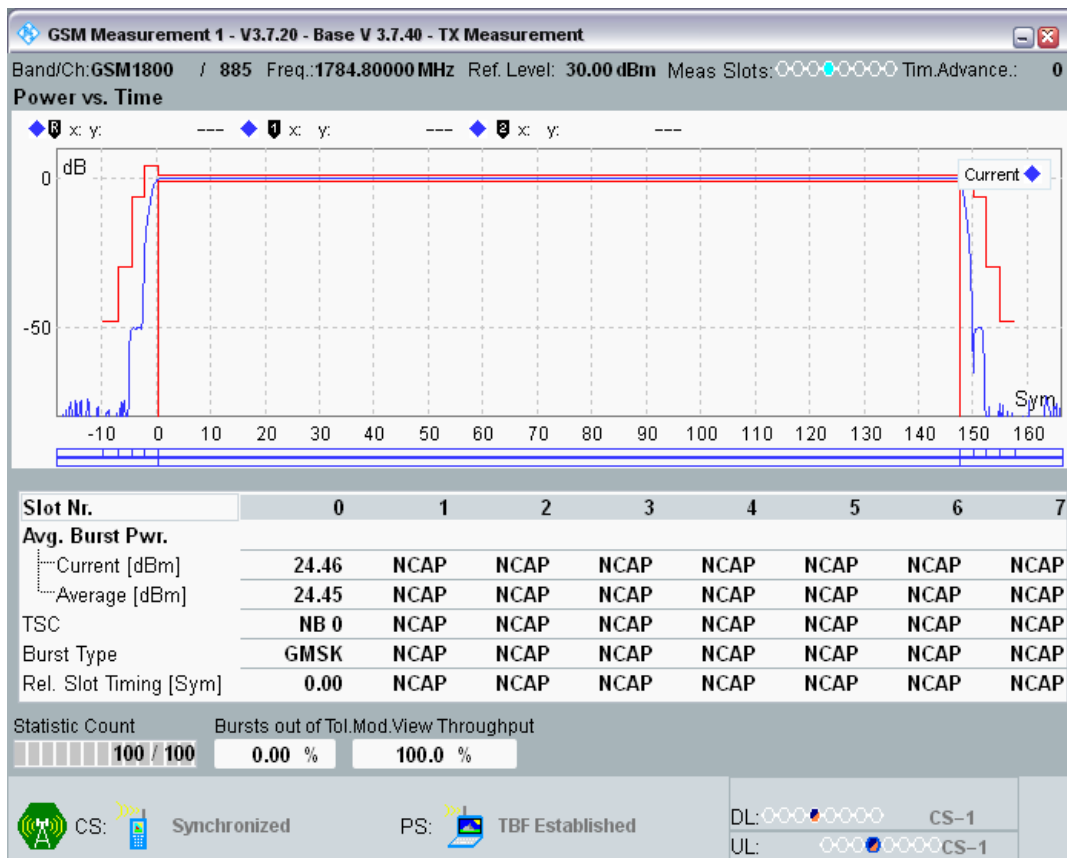 GSM Measurement 1 - V3.7.20 - Base V 3.7.40 - TX Measurement
Band/Ch:GSM1800 / 885 Freq.:1784.80000 MHz Ref. Level: 30.00 dBm Meas Slots: Tim.Advance.: 0
Power vs. Time
R x: y: --- 1 x: y: --- 2 x: y: ---
dB
Current
0
-50
Sym
-10 0 10 20 30 40 50 60 70 80 90 100 110 120 130 140 150 160
Slot Nr. 0 1 2 3 4 5 6 7
Avg. Burst Pwr.
Current [dBm] 24.46 NCAP NCAP NCAP NCAP NCAP NCAP NCAP
Average [dBm] 24.45 NCAP NCAP NCAP NCAP NCAP NCAP NCAP
TSC NB 0 NCAP NCAP NCAP NCAP NCAP NCAP NCAP
Burst Type GMSK NCAP NCAP NCAP NCAP NCAP NCAP NCAP
Rel. Slot Timing [Sym] 0.00 NCAP NCAP NCAP NCAP NCAP NCAP NCAP
Statistic Count Bursts out of Tol.Mod.View Throughput
100 / 100 0.00 % 100.0 %
CS: Synchronized PS: TBF Established
DL: CS-1
UL: CS-1